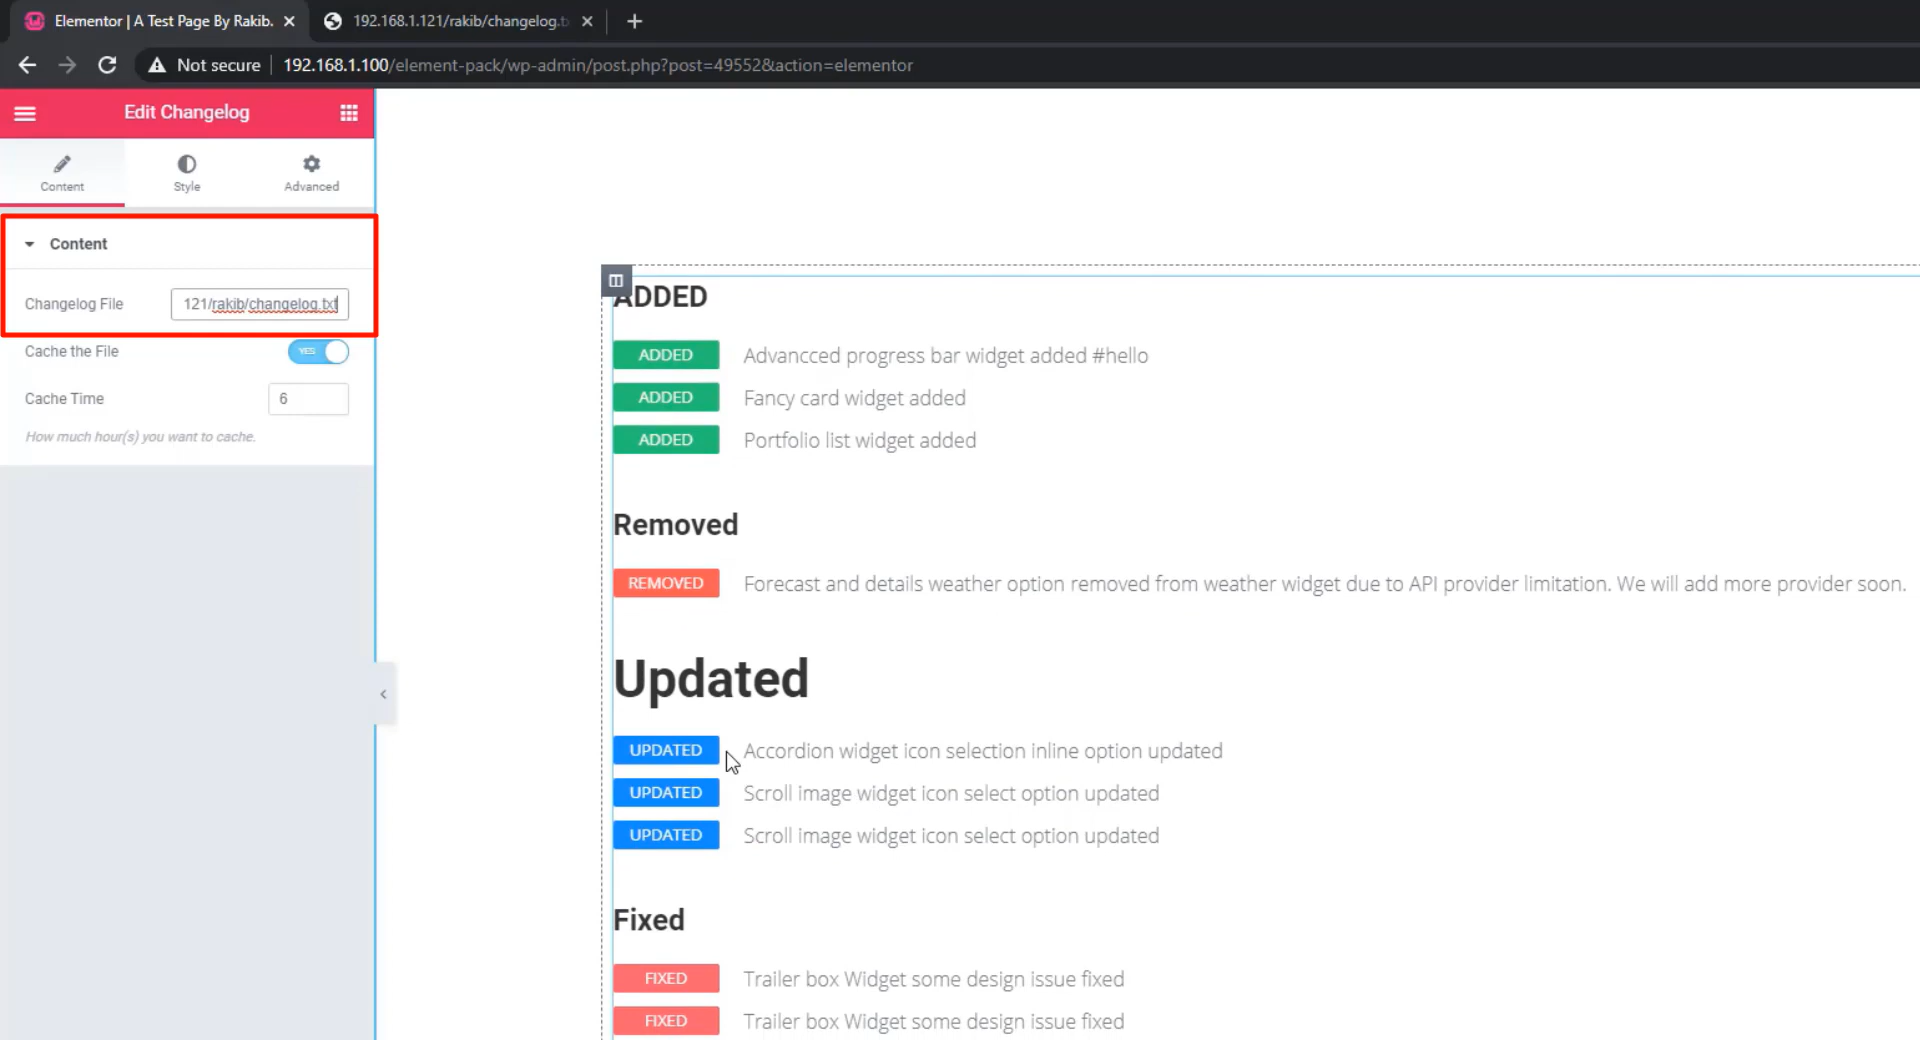 Elementor | A Test Page By Rakib.
192.168.1.121/rakib/changelog.t
Not secure
192.168.1.100/element-pack/wp-admin/post.php?post=49552&action=elementor
Edit Changelog
Content
Style
Advanced
Content
Changelog File
121/rakib/changelog.txt
Cache the File
YES
Cache Time
6
How much hour(s) you want to cache.
ADDED
ADDED Advancced progress bar widget added #hello
ADDED Fancy card widget added
ADDED Portfolio list widget added
Removed
REMOVED Forecast and details weather option removed from weather widget due to API provider limitation. We will add more provider soon.
Updated
UPDATED Accordion widget icon selection inline option updated
UPDATED Scroll image widget icon select option updated
UPDATED Scroll image widget icon select option updated
Fixed
FIXED Trailer box Widget some design issue fixed
FIXED Trailer box Widget some design issue fixed